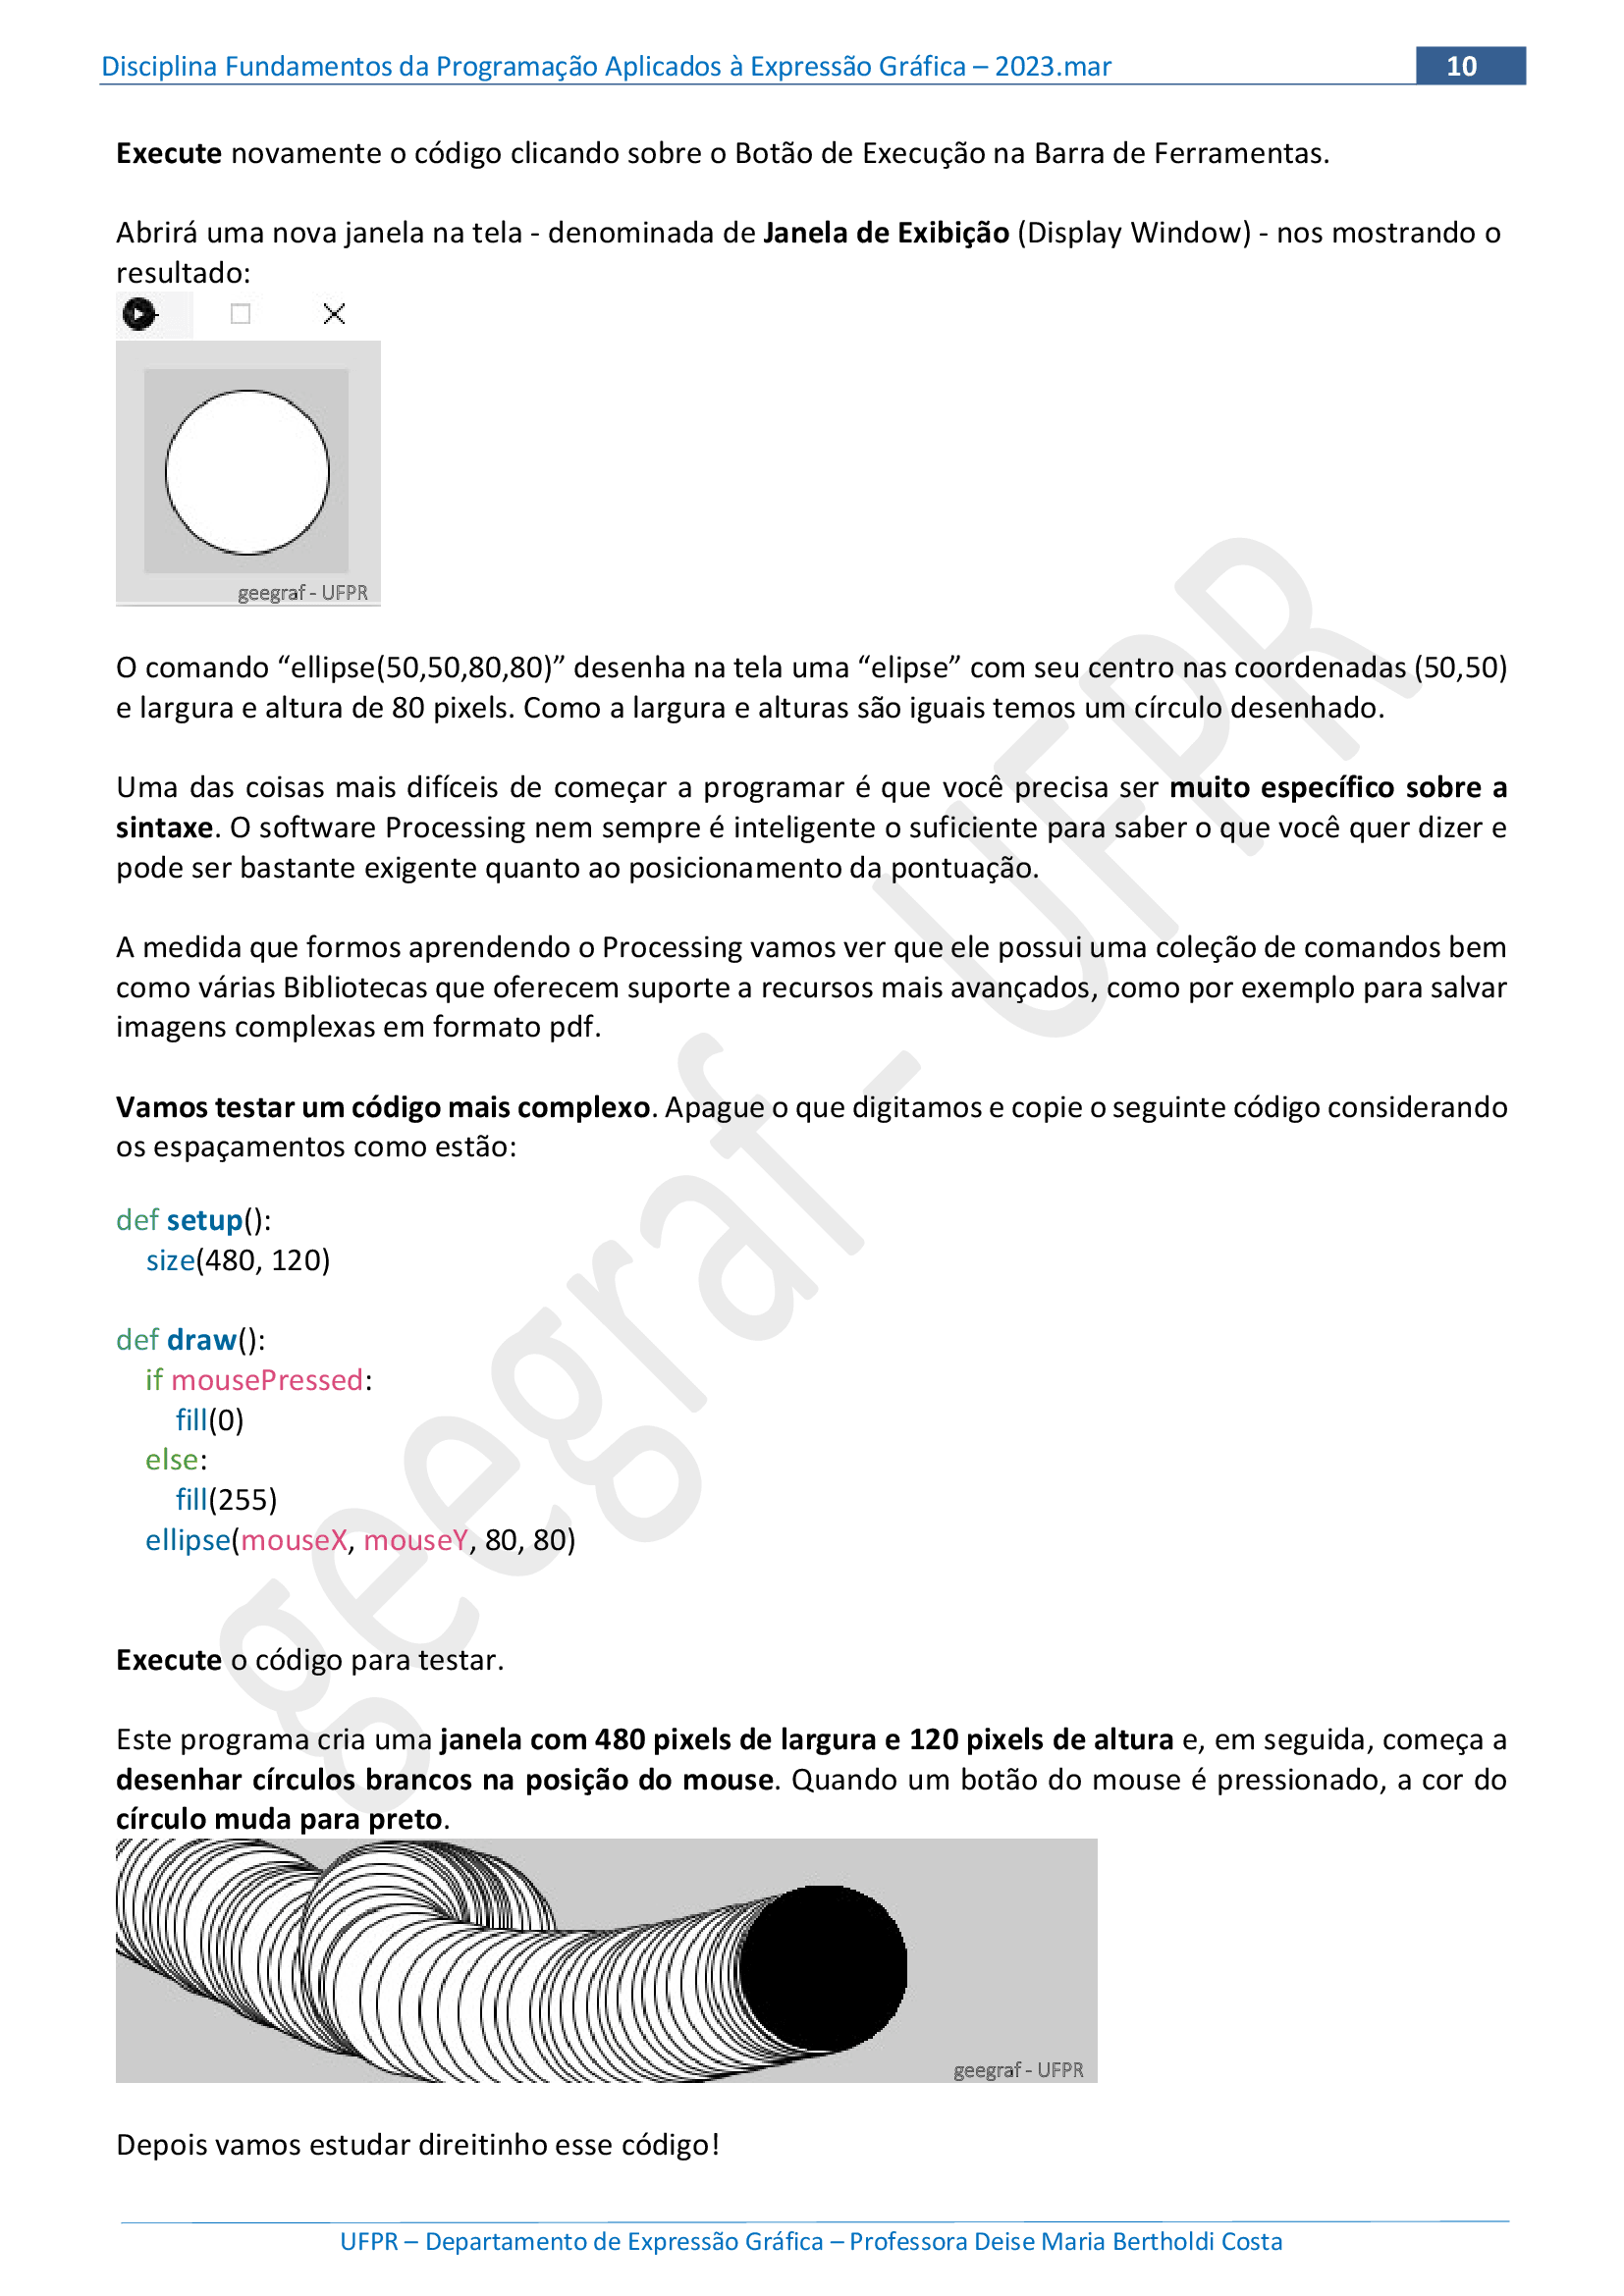 Disciplina Fundamentos da Programação Aplicados à Expressão Gráfica – 2023.mar 10
Execute novamente o código clicando sobre o Botão de Execução na Barra de Ferramentas.
Abrirá uma nova janela na tela - denominada de Janela de Exibição (Display Window) - nos mostrando o
resultado:
geegraf - UFPR
O comando “ellipse(50,50,80,80)” desenha na tela uma “elipse” com seu centro nas coordenadas (50,50)
e largura e altura de 80 pixels. Como a largura e alturas são iguais temos um círculo desenhado.
Uma das coisas mais difíceis de começar a programar é que você precisa ser muito específico sobre a
sintaxe. O software Processing nem sempre é inteligente o suficiente para saber o que você quer dizer e
pode ser bastante exigente quanto ao posicionamento da pontuação.
A medida que formos aprendendo o Processing vamos ver que ele possui uma coleção de comandos bem
como várias Bibliotecas que oferecem suporte a recursos mais avançados, como por exemplo para salvar
imagens complexas em formato pdf.
Vamos testar um código mais complexo. Apague o que digitamos e copie o seguinte código considerando
os espaçamentos como estão:
def setup():
size(480, 120)
def draw():
if mousePressed:
fill(0)
else:
fill(255)
ellipse(mouseX, mouseY, 80, 80)
Execute o código para testar.
Este programa cria uma janela com 480 pixels de largura e 120 pixels de altura e, em seguida, começa a
desenhar círculos brancos na posição do mouse. Quando um botão do mouse é pressionado, a cor do
círculo muda para preto.
geegraf - UFPR
Depois vamos estudar direitinho esse código!
UFPR – Departamento de Expressão Gráfica – Professora Deise Maria Bertholdi Costa
geegraf - UFPR